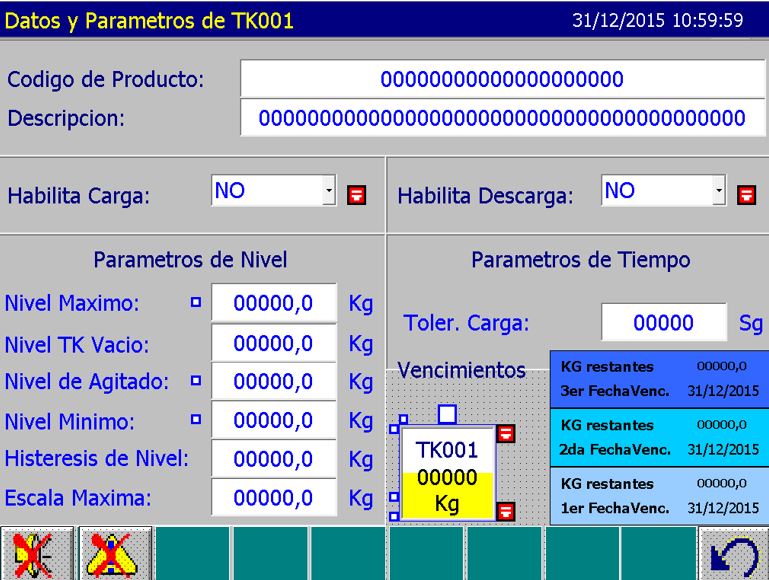 Datos y Parametros de TK001 31/12/2015 10:59:59
Codigo de Producto: 00000000000000000000
Descripcion: 0000000000000000000000000000000000000000
Habilita Carga: NO Habilita Descarga: NO
Parametros de Nivel
Nivel Maximo: 00000,0 Kg
Nivel TK Vacio: 00000,0 Kg
Nivel de Agitado: 00000,0 Kg
Nivel Minimo: 00000,0 Kg
Histeresis de Nivel: 00000,0 Kg
Escala Maxima: 00000,0 Kg
Parametros de Tiempo
Toler. Carga: 00000 Sg
Vencimientos
TK001
00000
Kg
KG restantes 00000,0
3er FechaVenc. 31/12/2015
KG restantes 00000,0
2da FechaVenc. 31/12/2015
KG restantes 00000,0
1er FechaVenc. 31/12/2015